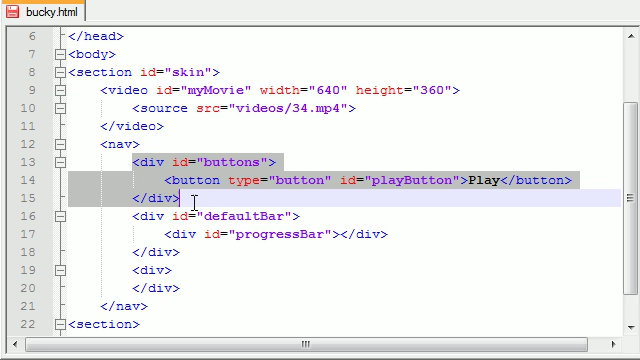 bucky.html
6 </head>
7 <body>
8 <section id="skin">
9 <video id="myMovie" width="640" height="360">
10 <source src="videos/34.mp4">
11 </video>
12 <nav>
13 <div id="buttons">
14 <button type="button" id="playButton">Play</button>
15 </div>
16 <div id="defaultBar">
17 <div id="progressBar"></div>
18 </div>
19 <div>
20 </div>
21 </nav>
22 <section>